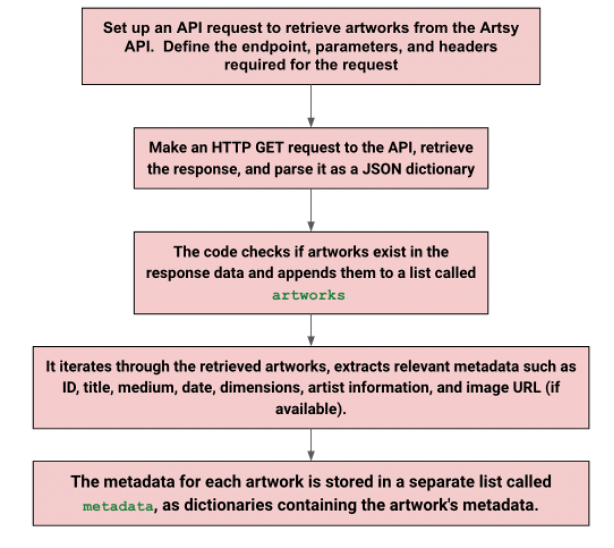 Set up an API request to retrieve artworks from the Artsy
API.  Define the endpoint, parameters, and headers
required for the request
Make an HTTP GET request to the API, retrieve
the response, and parse it as a JSON dictionary
The code checks if artworks exist in the
response data and appends them to a list called
artworks
It iterates through the retrieved artworks, extracts relevant metadata such as
ID, title, medium, date, dimensions, artist information, and image URL (if
available).
The metadata for each artwork is stored in a separate list called
metadata, as dictionaries containing the artwork's metadata.